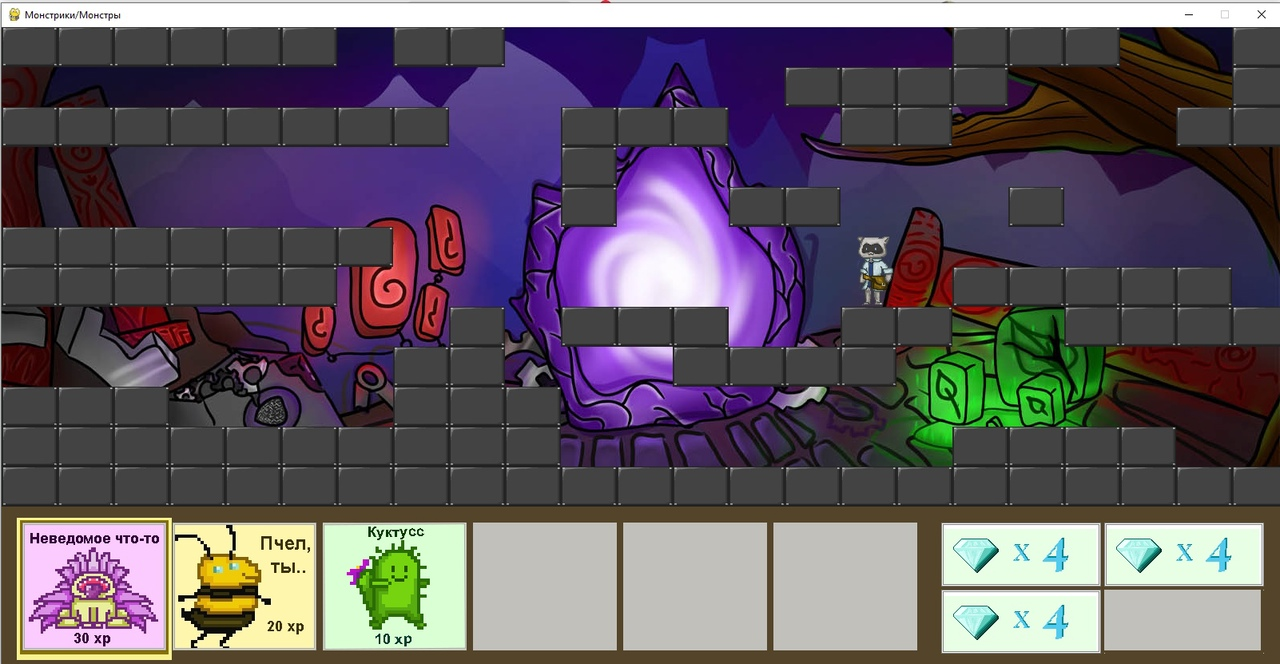 Монстрики/Монстры
Неведомое что-то
30 хр
Пчел,
ты..
20 хр
Куктусс
10 хр
x 4
x 4
x 4